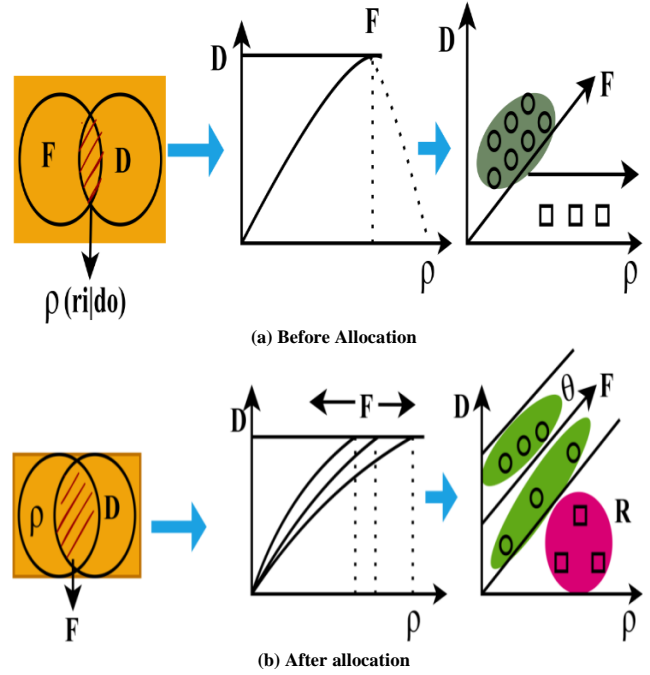 F D
ρ (ri|do)
D F
ρ
D F
ρ
(a) Before Allocation
ρ D
F
D F
ρ
D θ F
R
ρ
(b) After allocation